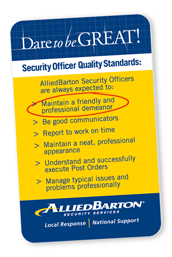 Dare to be GREAT!
Security Officer Quality Standards:
AlliedBarton Security Officers
are always expected to:
> Maintain a friendly and
professional demeanor
> Be good communicators
> Report to work on time
> Maintain a neat, professional
appearance
> Understand and successfully
execute Post Orders
> Manage typical issues and
problems professionally
ALLIEDBARTON
SECURITY SERVICES
Local Response | National Support